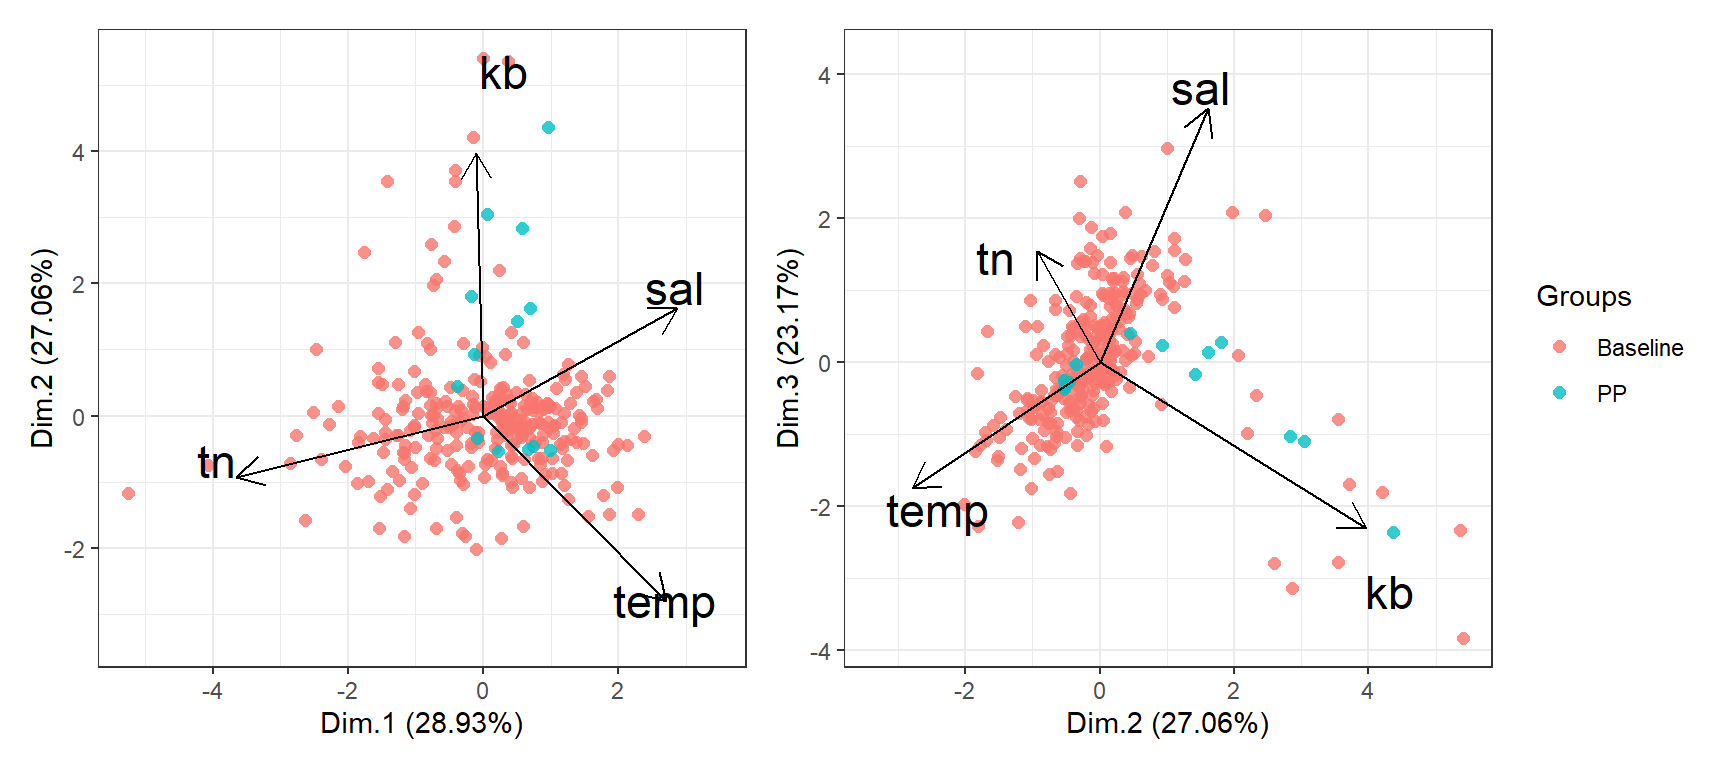 kb
sal
tn
temp
4
2
0
-2
-4
-2
0
2
Dim.1 (28.93%)
Dim.2 (27.06%)
sal
tn
temp
kb
4
2
0
-2
-4
-2
0
2
4
Dim.2 (27.06%)
Dim.3 (23.17%)
Groups
Baseline
PP